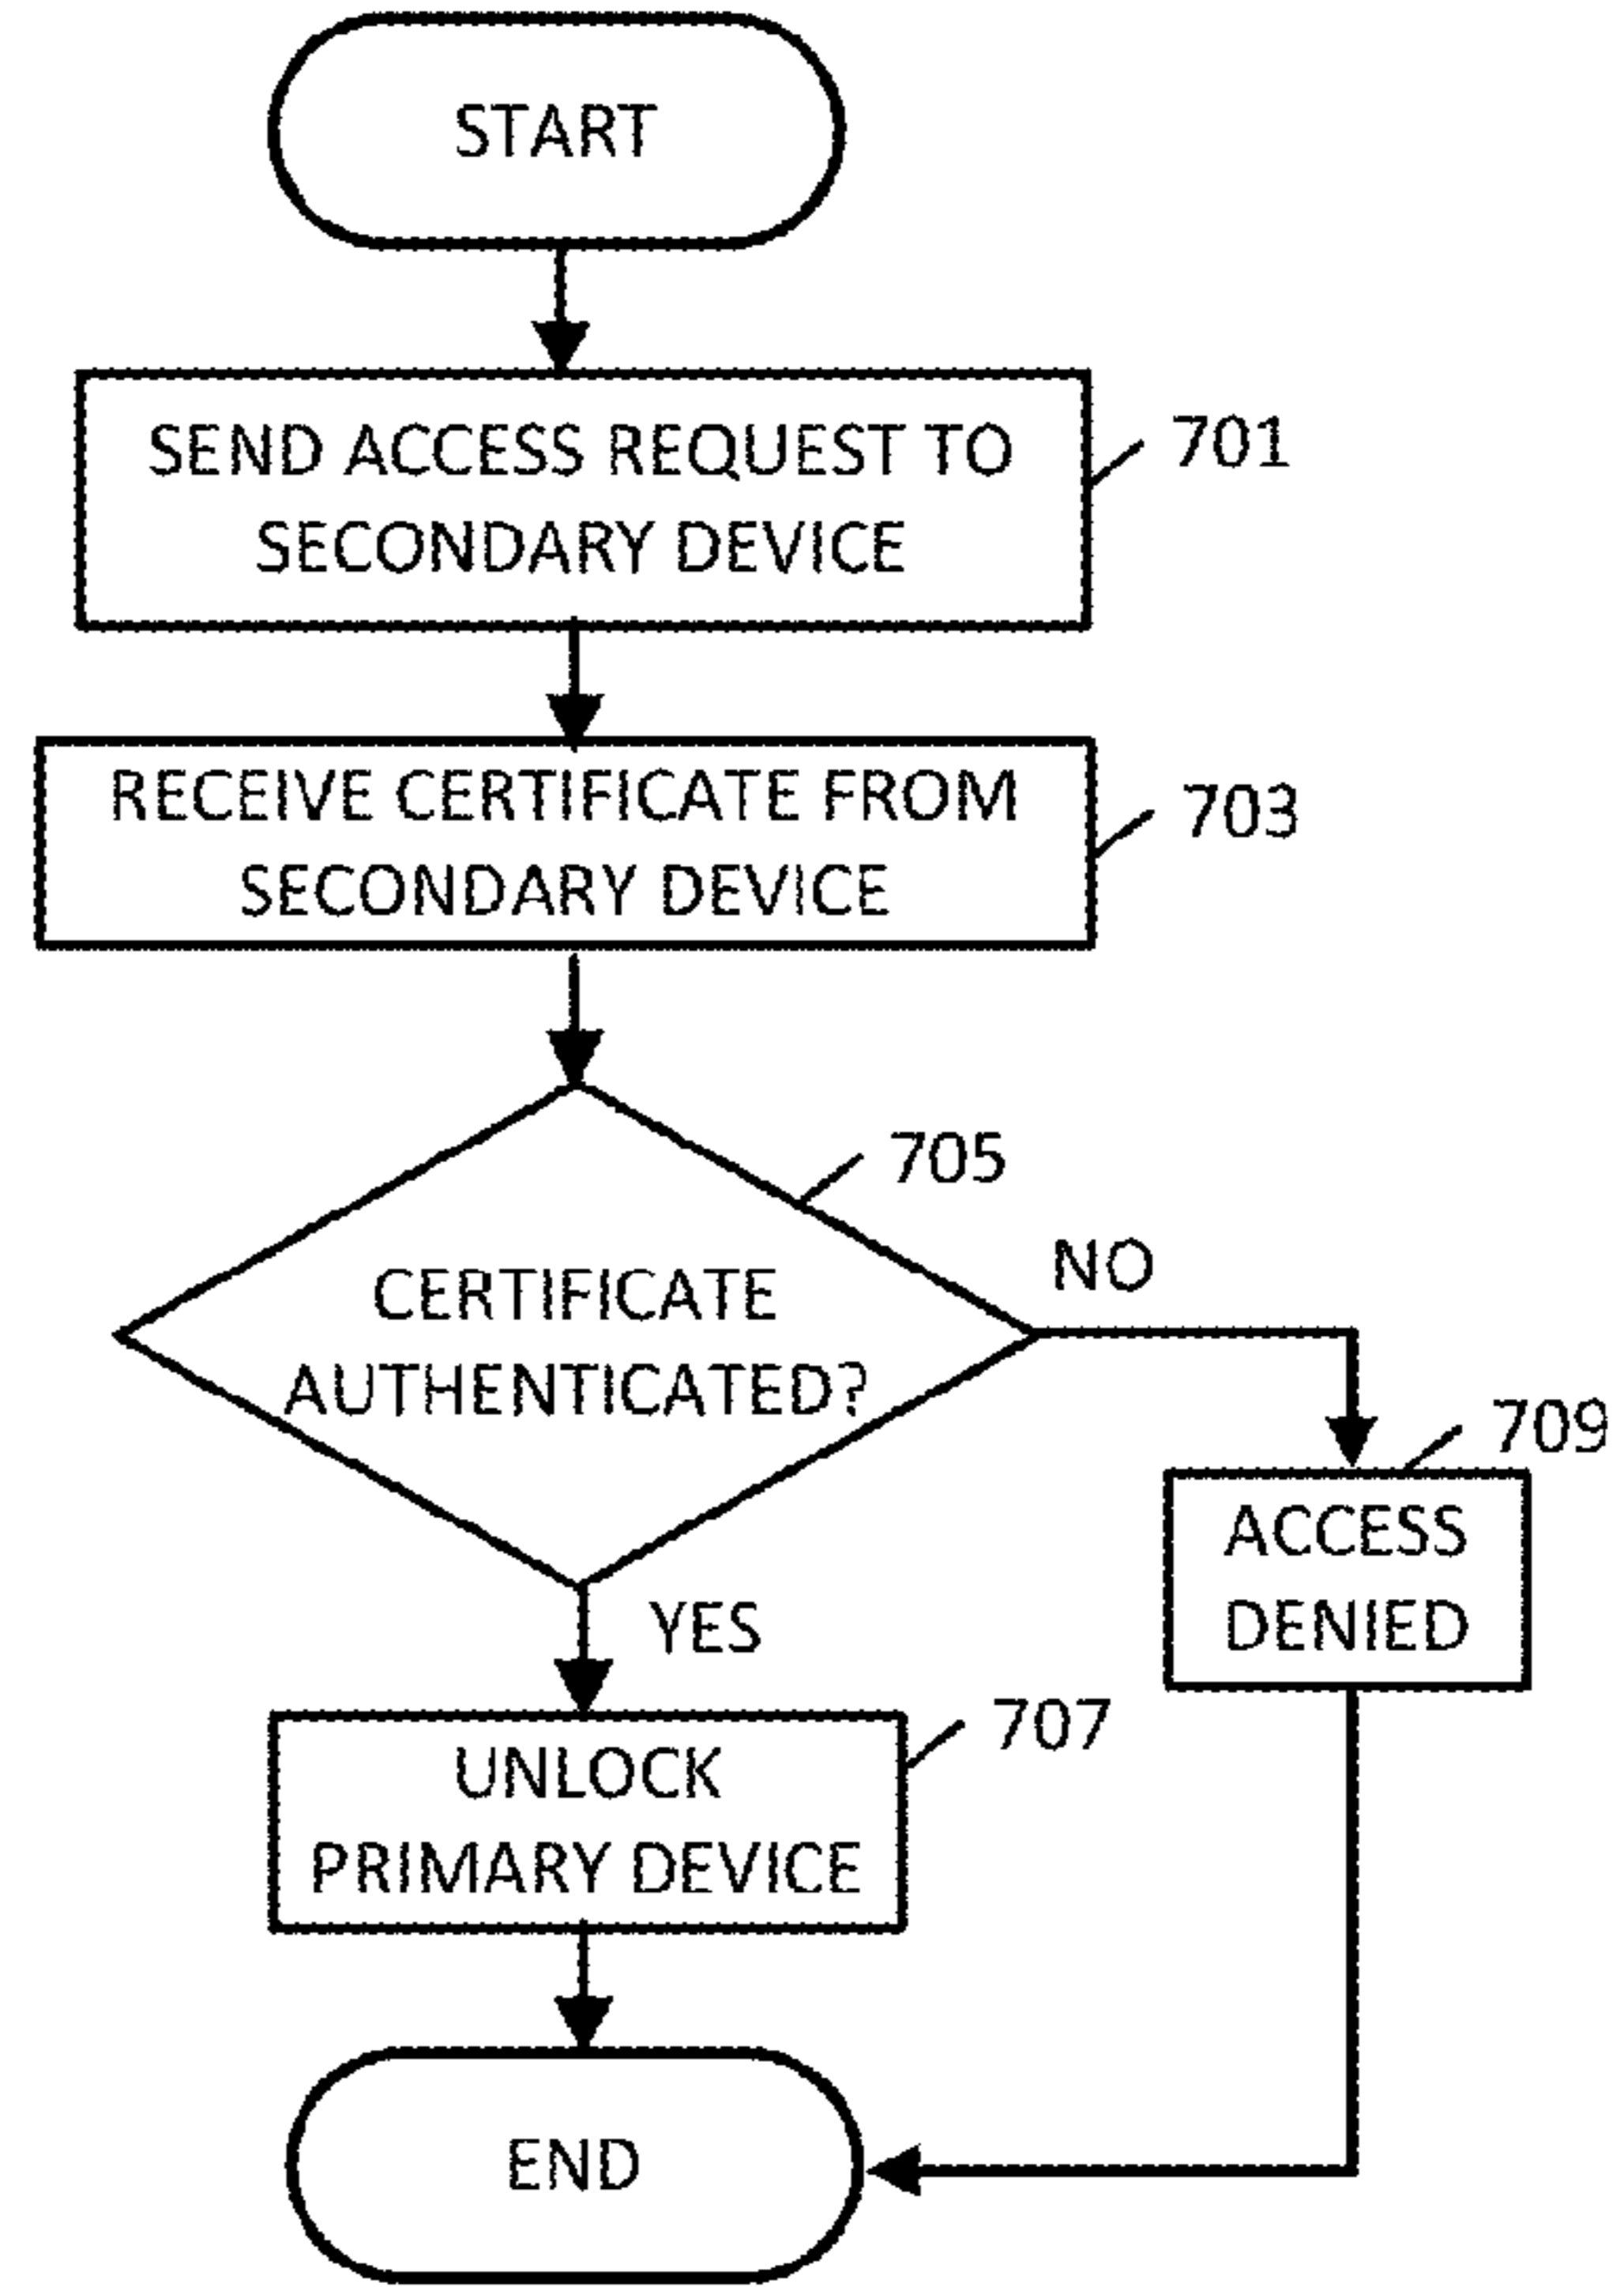 START
SEND ACCESS REQUEST TO
SECONDARY DEVICE
701
RECEIVE CERTIFICATE FROM
SECONDARY DEVICE
703
705
CERTIFICATE
AUTHENTICATED?
NO
709
ACCESS
DENIED
YES
707
UNLOCK
PRIMARY DEVICE
END